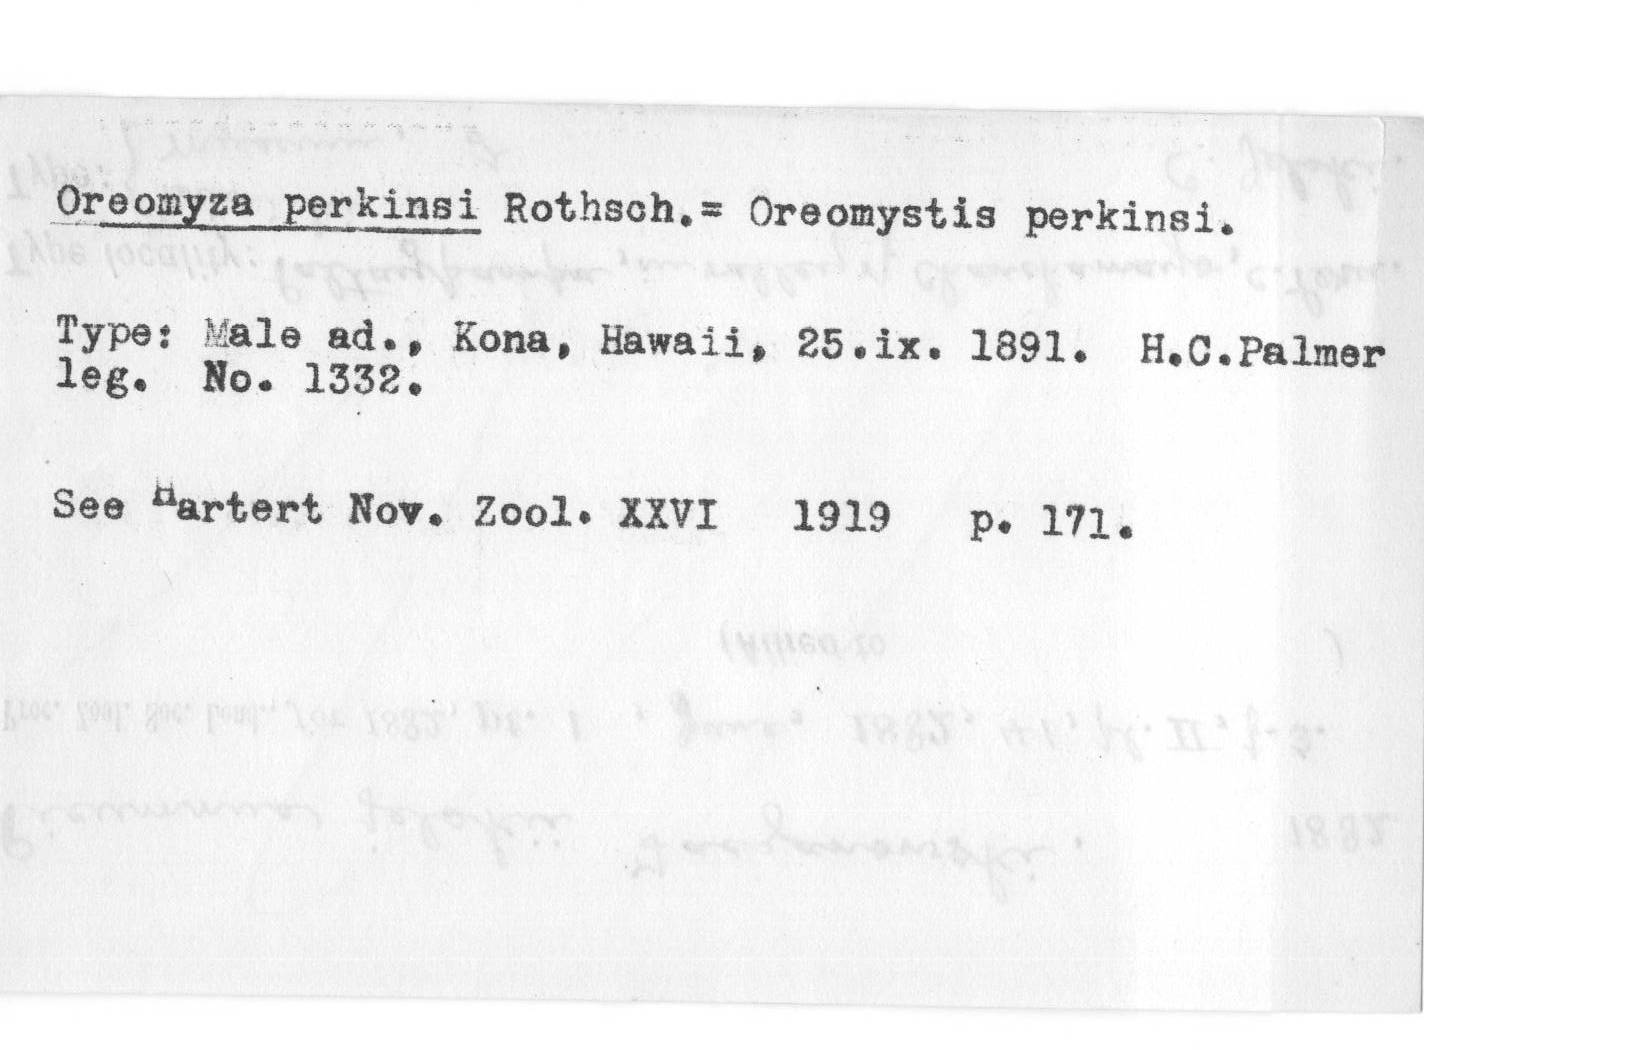 Oreomyza perkinsi Rothsch.= Oreomystis perkinsi.
Type: Male ad., Kona, Hawaii, 25.ix. 1891. H.C.Palmer
leg. No. 1332.
See Hartert Nov. Zool. XXVI 1919 p. 171.